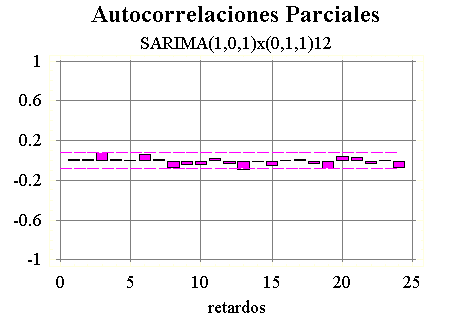 Autocorrelaciones Parciales
SARIMA(1,0,1)x(0,1,1)12
1
0.6
0.2
-0.2
-0.6
-1
0 5 10 15 20 25
retardos